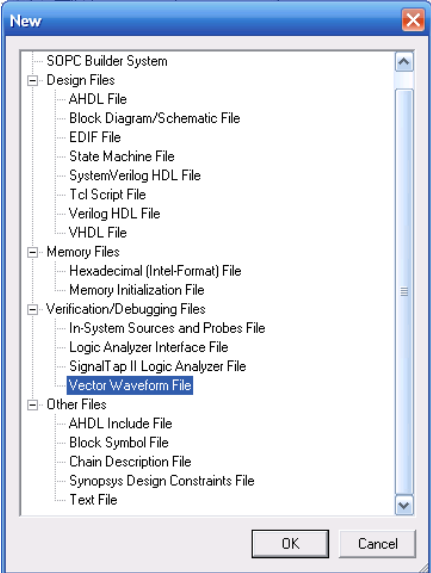 New
SOPC Builder System
Design Files
AHDL File
Block Diagram/Schematic File
EDIF File
State Machine File
SystemVerilog HDL File
Tcl Script File
Verilog HDL File
VHDL File
Memory Files
Hexadecimal (Intel-Format) File
Memory Initialization File
Verification/Debugging Files
In-System Sources and Probes File
Logic Analyzer Interface File
SignalTap II Logic Analyzer File
Vector Waveform File
Other Files
AHDL Include File
Block Symbol File
Chain Description File
Synopsys Design Constraints File
Text File
OK Cancel